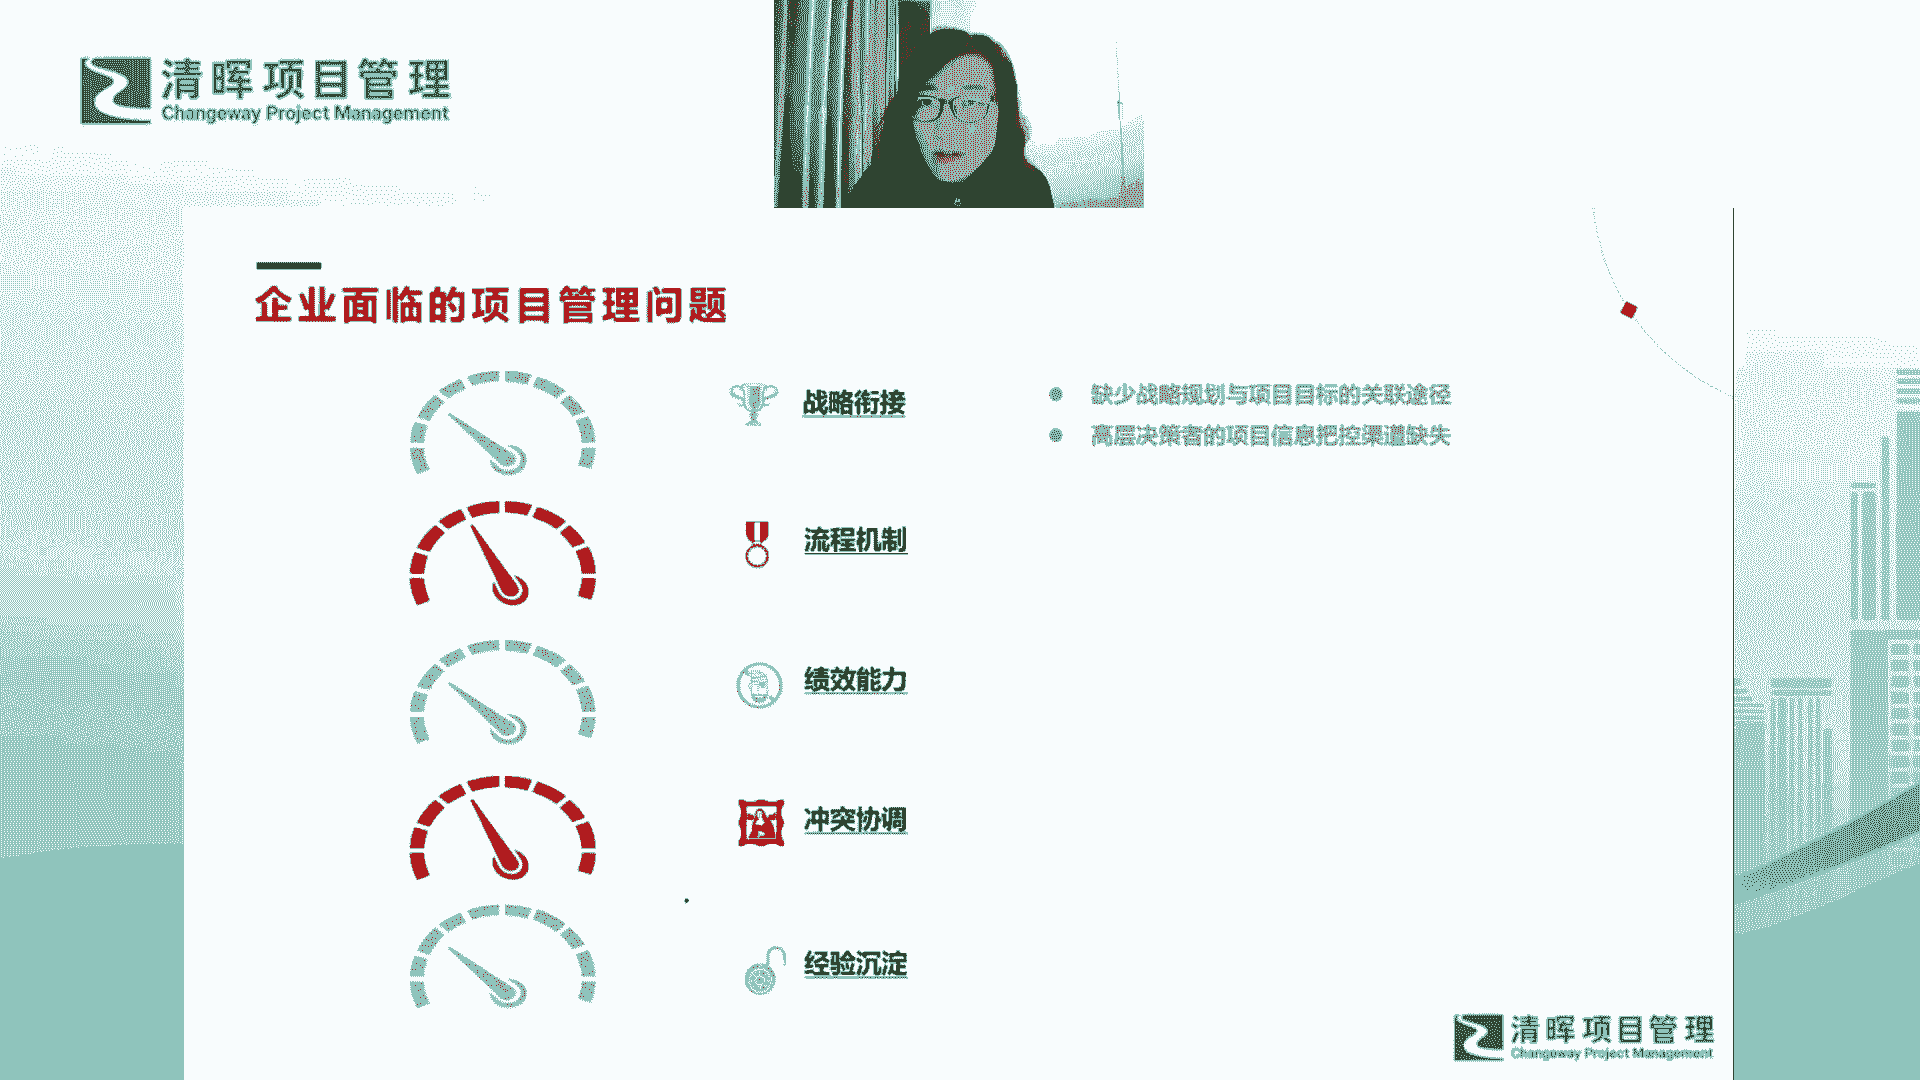 清晖项目管理
Changeway Project Management
企业面临的项目管理问题
战略衔接
缺少战略规划与项目目标的关联途径
高层决策者的项目信息把控渠道缺失
流程机制
绩效能力
冲突协调
经验沉淀
清晖项目管理
Changeway Project Management